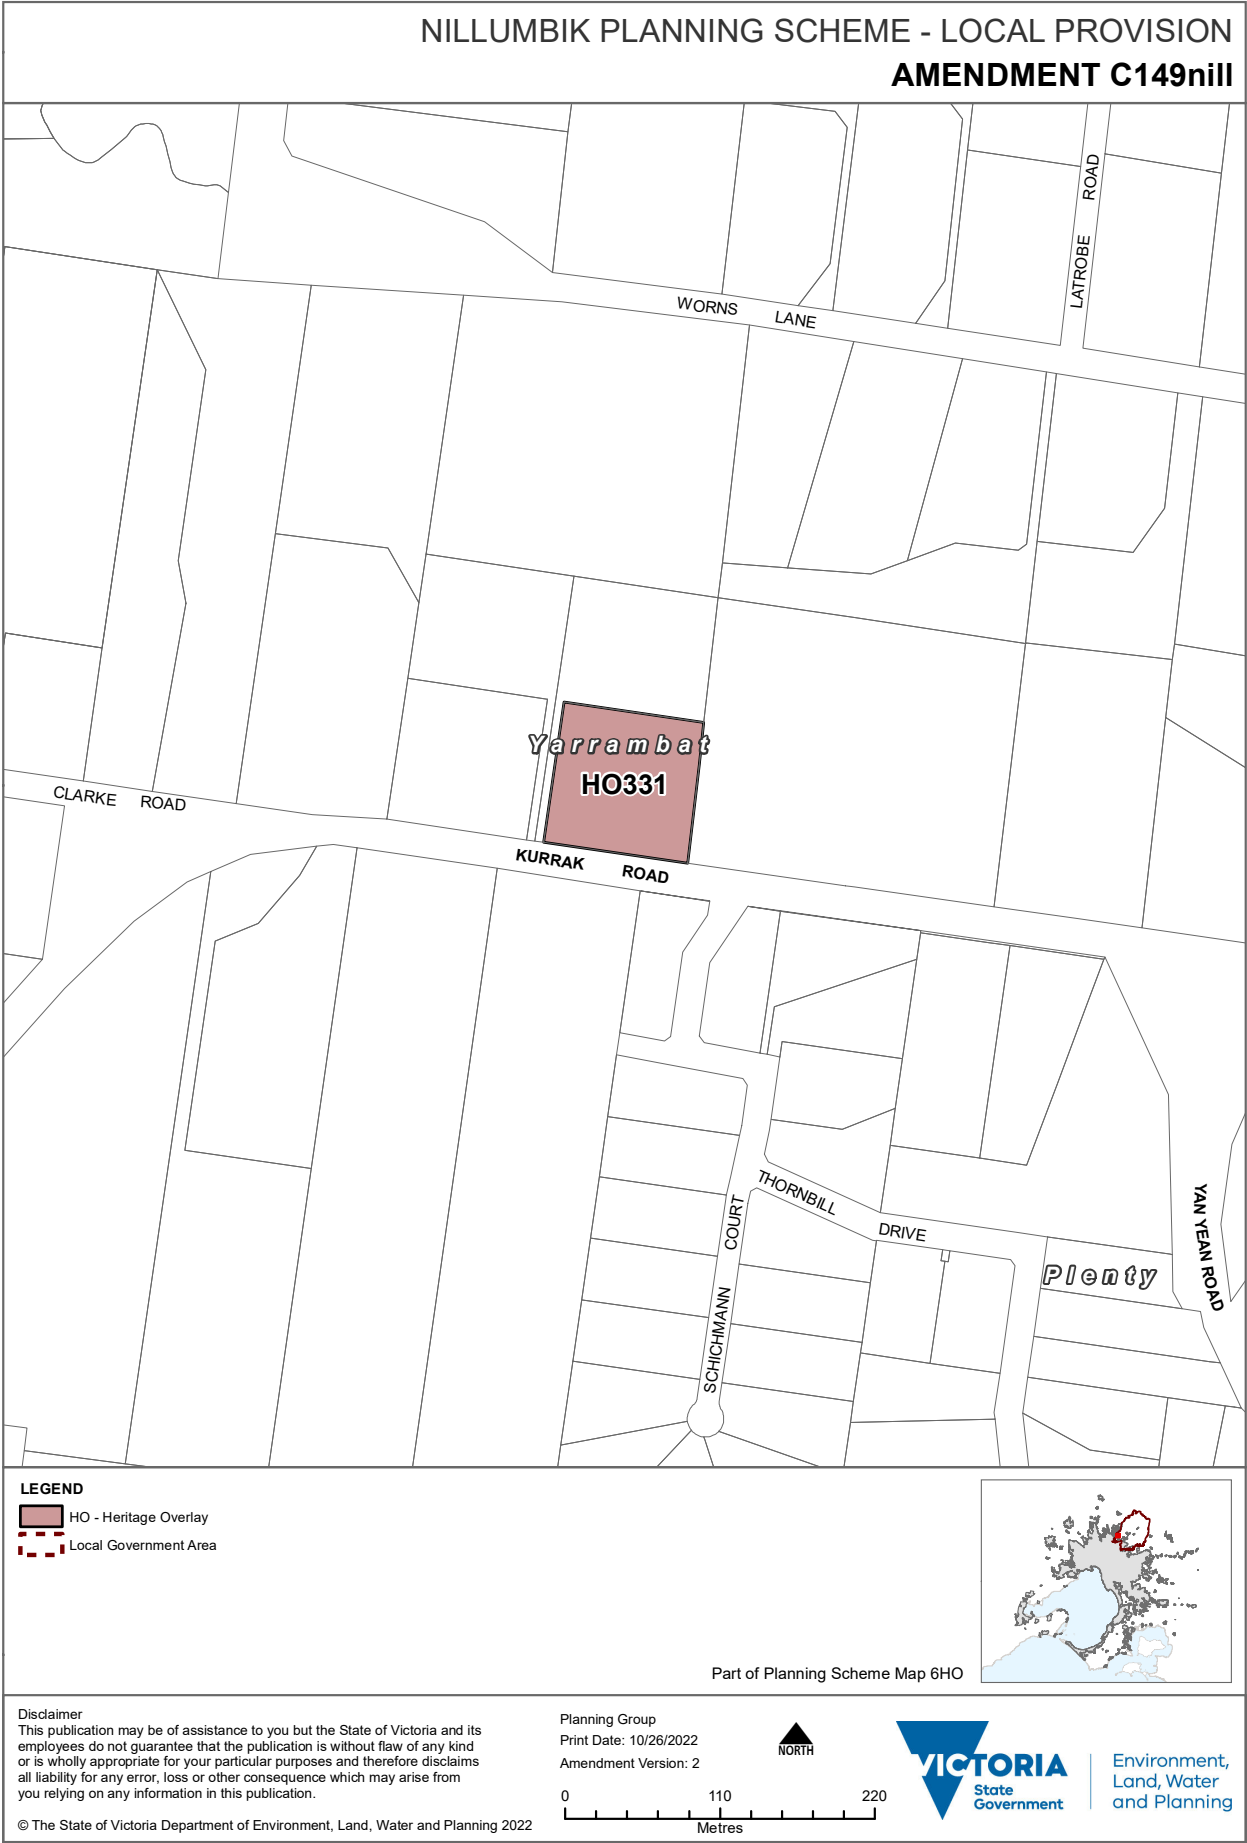 NILLUMBIK PLANNING SCHEME - LOCAL PROVISION
AMENDMENT C149nill
LATROBE ROAD
WORNS LANE
Yarrambat
HO331
CLARKE ROAD
KURRAK ROAD
THORNBILL DRIVE
SCHICHMANN COURT
YAN YEAN ROAD
Plenty
LEGEND
HO - Heritage Overlay
Local Government Area
Part of Planning Scheme Map 6HO
Disclaimer
This publication may be of assistance to you but the State of Victoria and its
employees do not guarantee that the publication is without flaw of any kind
or is wholly appropriate for your particular purposes and therefore disclaims
all liability for any error, loss or other consequence which may arise from
you relying on any information in this publication.
© The State of Victoria Department of Environment, Land, Water and Planning 2022
Planning Group
Print Date: 10/26/2022
Amendment Version: 2
NORTH
0 110 220
Metres
VICTORIA
State
Government
Environment,
Land, Water
and Planning